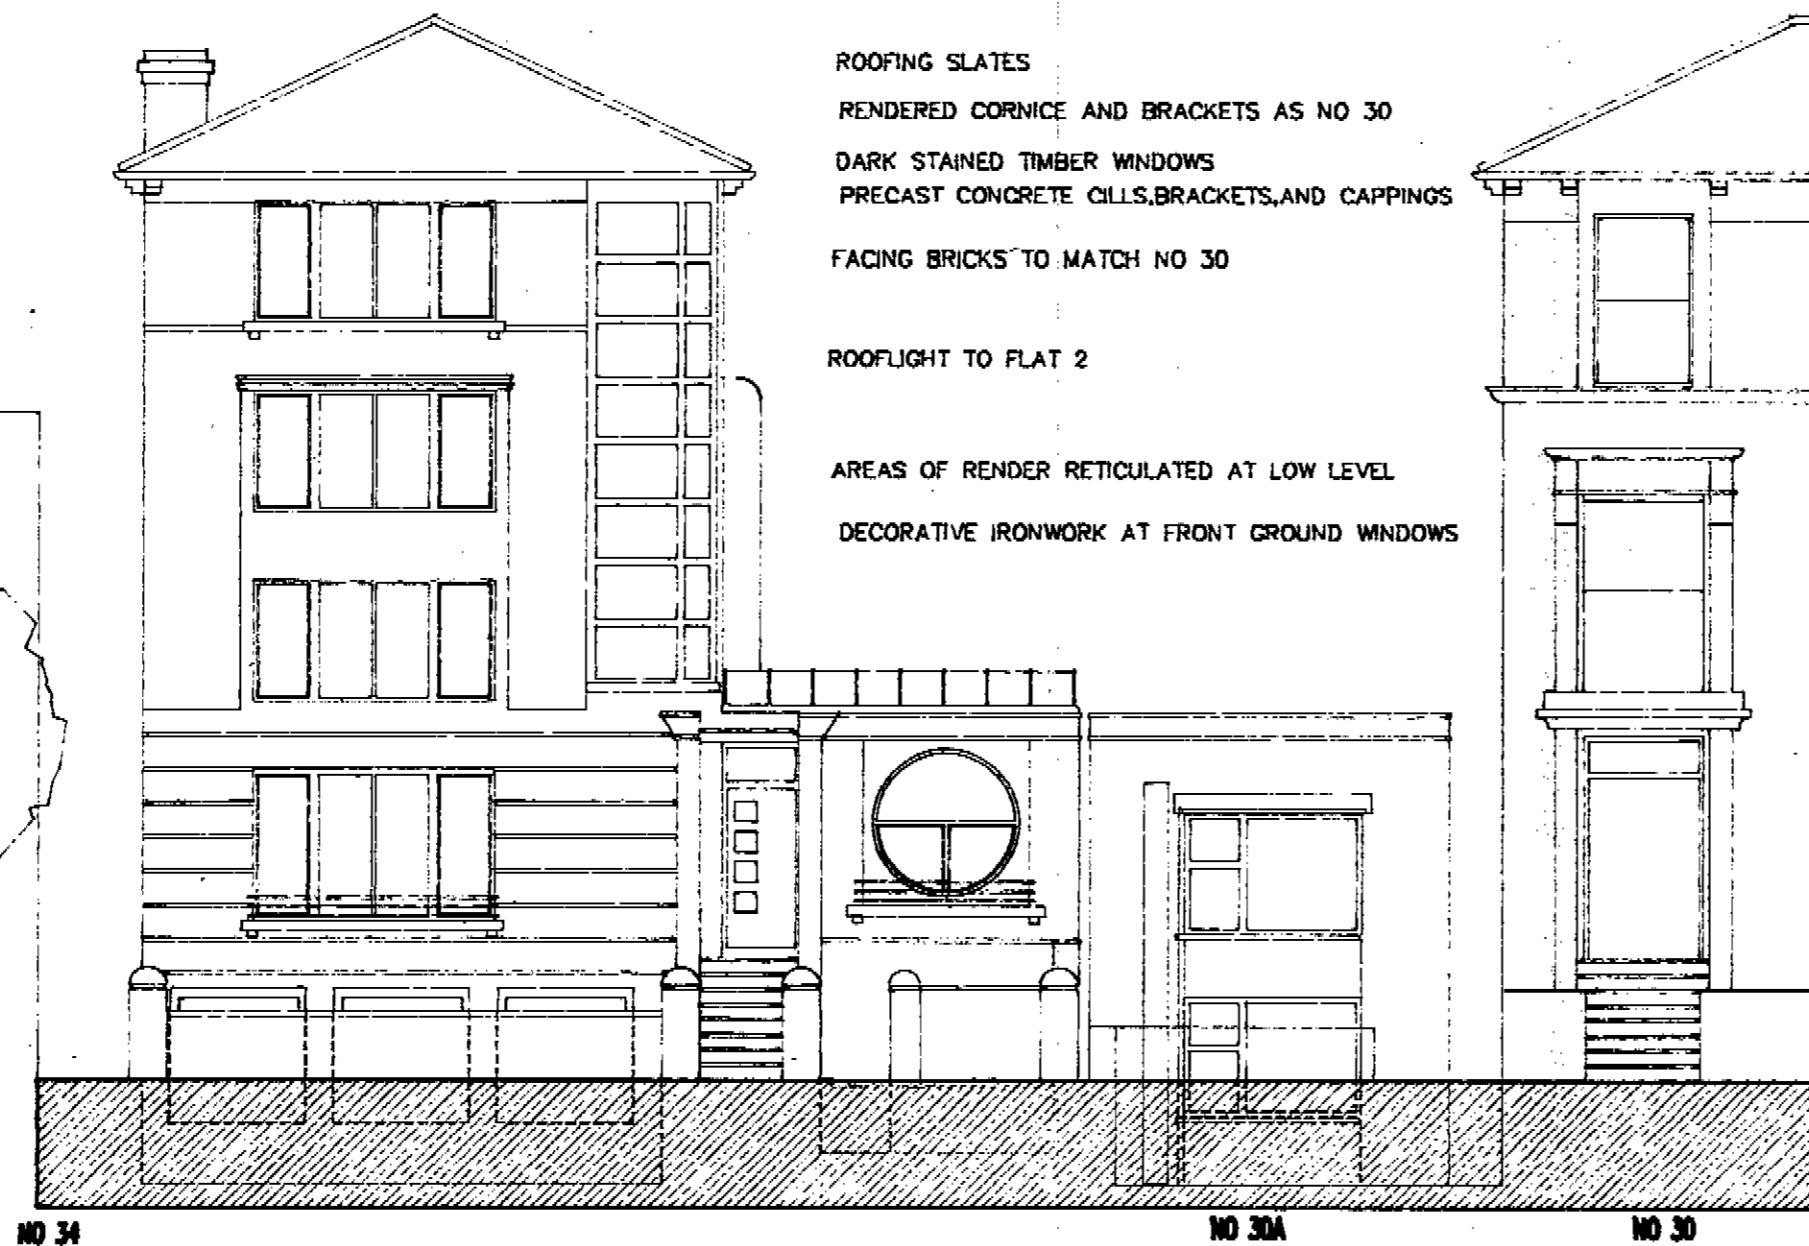 ROOFING SLATES
RENDERED CORNICE AND BRACKETS AS NO 30
DARK STAINED TIMBER WINDOWS
PRECAST CONCRETE CILLS,BRACKETS,AND CAPPINGS
FACING BRICKS TO MATCH NO 30
ROOFLIGHT TO FLAT 2
AREAS OF RENDER RETICULATED AT LOW LEVEL
DECORATIVE IRONWORK AT FRONT GROUND WINDOWS
NO 34
NO 30A
NO 30